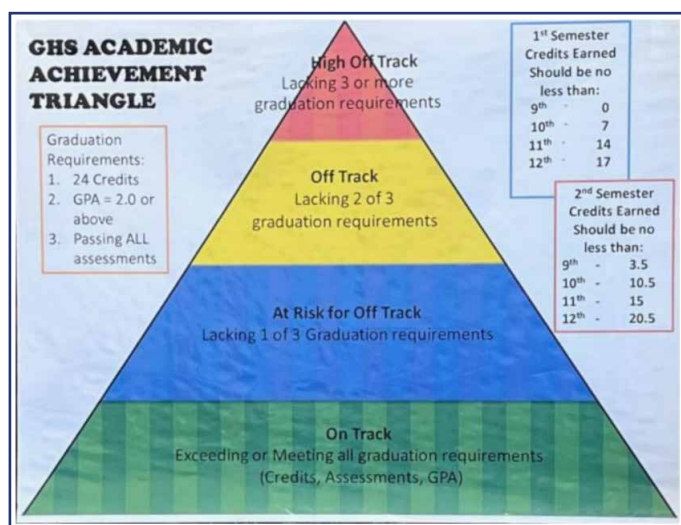 GHS ACADEMIC
ACHIEVEMENT
TRIANGLE
Graduation
Requirements:
1. 24 Credits
2. GPA = 2.0 or
above
3. Passing ALL
assessments
High Off Track
Lacking 3 or more
graduation requirements
Off Track
Lacking 2 of 3
graduation requirements
At Risk for Off Track
Lacking 1 of 3 Graduation requirements
On Track
Exceeding or Meeting all graduation requirements
(Credits, Assessments, GPA)
1st Semester
Credits Earned
Should be no
less than:
9th - 0
10th - 7
11th - 14
12th - 17
2nd Semester
Credits Earned
Should be no
less than:
9th - 3.5
10th - 10.5
11th - 15
12th - 20.5